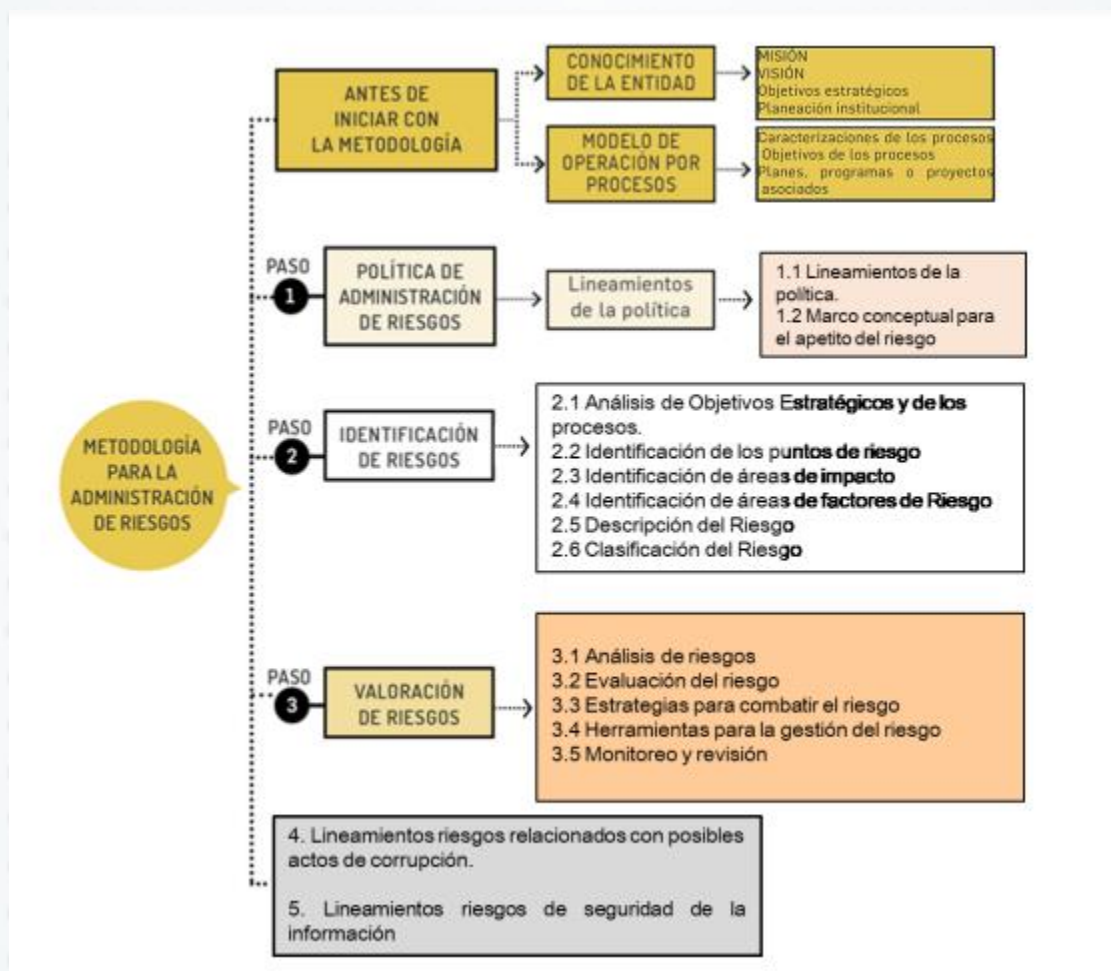 ANTES DE
INICIAR CON
LA METODOLOGÍA
CONOCIMIENTO
DE LA ENTIDAD
MISIÓN
VISIÓN
Objetivos estratégicos
Planeación institucional
MODELO DE
OPERACIÓN POR
PROCESOS
Caracterizaciones de los procesos
Objetivos de los procesos
Planes, programas o proyectos
asociados
PASO
1
POLÍTICA DE
ADMINISTRACIÓN
DE RIESGOS
Lineamientos
de la política
1.1 Lineamientos de la
política.
1.2 Marco conceptual para
el apetito del riesgo
METODOLOGÍA
PARA LA
ADMINISTRACIÓN
DE RIESGOS
PASO
2
IDENTIFICACIÓN
DE RIESGOS
2.1 Análisis de Objetivos Estratégicos y de los
procesos.
2.2 Identificación de los puntos de riesgo
2.3 Identificación de áreas de impacto
2.4 Identificación de áreas de factores de Riesgo
2.5 Descripción del Riesgo
2.6 Clasificación del Riesgo
PASO
3
VALORACIÓN
DE RIESGOS
3.1 Análisis de riesgos
3.2 Evaluación del riesgo
3.3 Estrategias para combatir el riesgo
3.4 Herramientas para la gestión del riesgo
3.5 Monitoreo y revisión
4. Lineamientos riesgos relacionados con posibles
actos de corrupción.
5. Lineamientos riesgos de seguridad de la
información